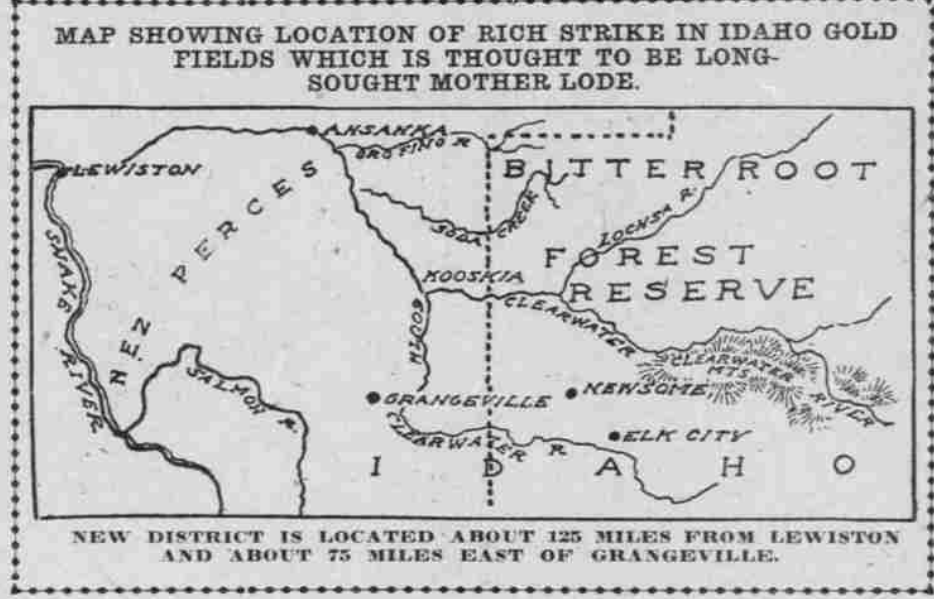 MAP SHOWING LOCATION OF RICH STRIKE IN IDAHO GOLD
FIELDS WHICH IS THOUGHT TO BE LONG-
SOUGHT MOTHER LODE.
AHSAHKA
OROFINO R
LEWISTON
BITTER ROOT
NEZ PERCES
SODA CREEK
LOCHSA R.
SNAKE RIVER
FOREST
KOOSKIA
RESERVE
CLEARWATER RIVER
SOUTH
CLEARWATER
MTS
SALMON R
GRANGEVILLE
NEWSOME
CLEARWATER R
ELK CITY
IDAHO
NEW DISTRICT IS LOCATED ABOUT 125 MILES FROM LEWISTON
AND ABOUT 75 MILES EAST OF GRANGEVILLE.